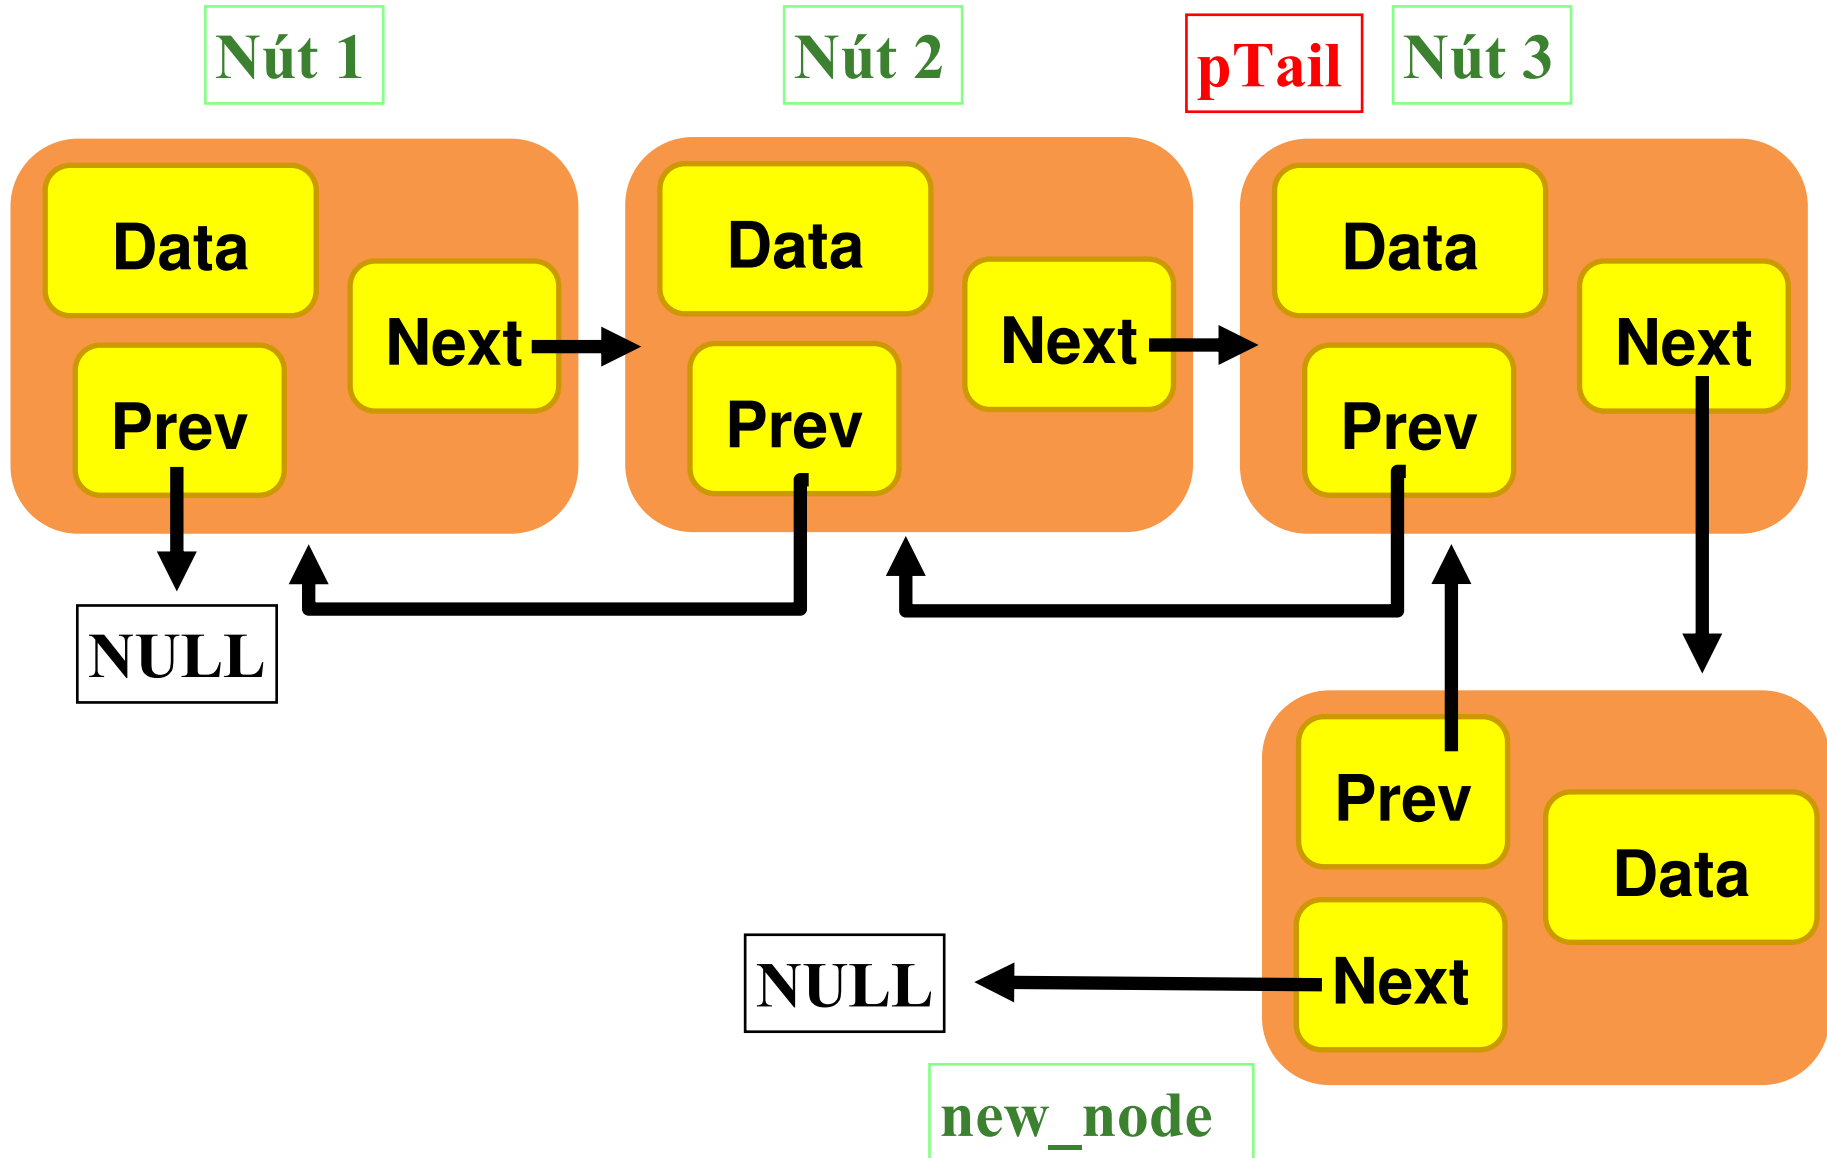 Nút 1
Nút 2
pTail
Nút 3
Data
Next
Prev
Data
Next
Prev
Data
Next
Prev
NULL
Prev
Data
Next
NULL
new_node